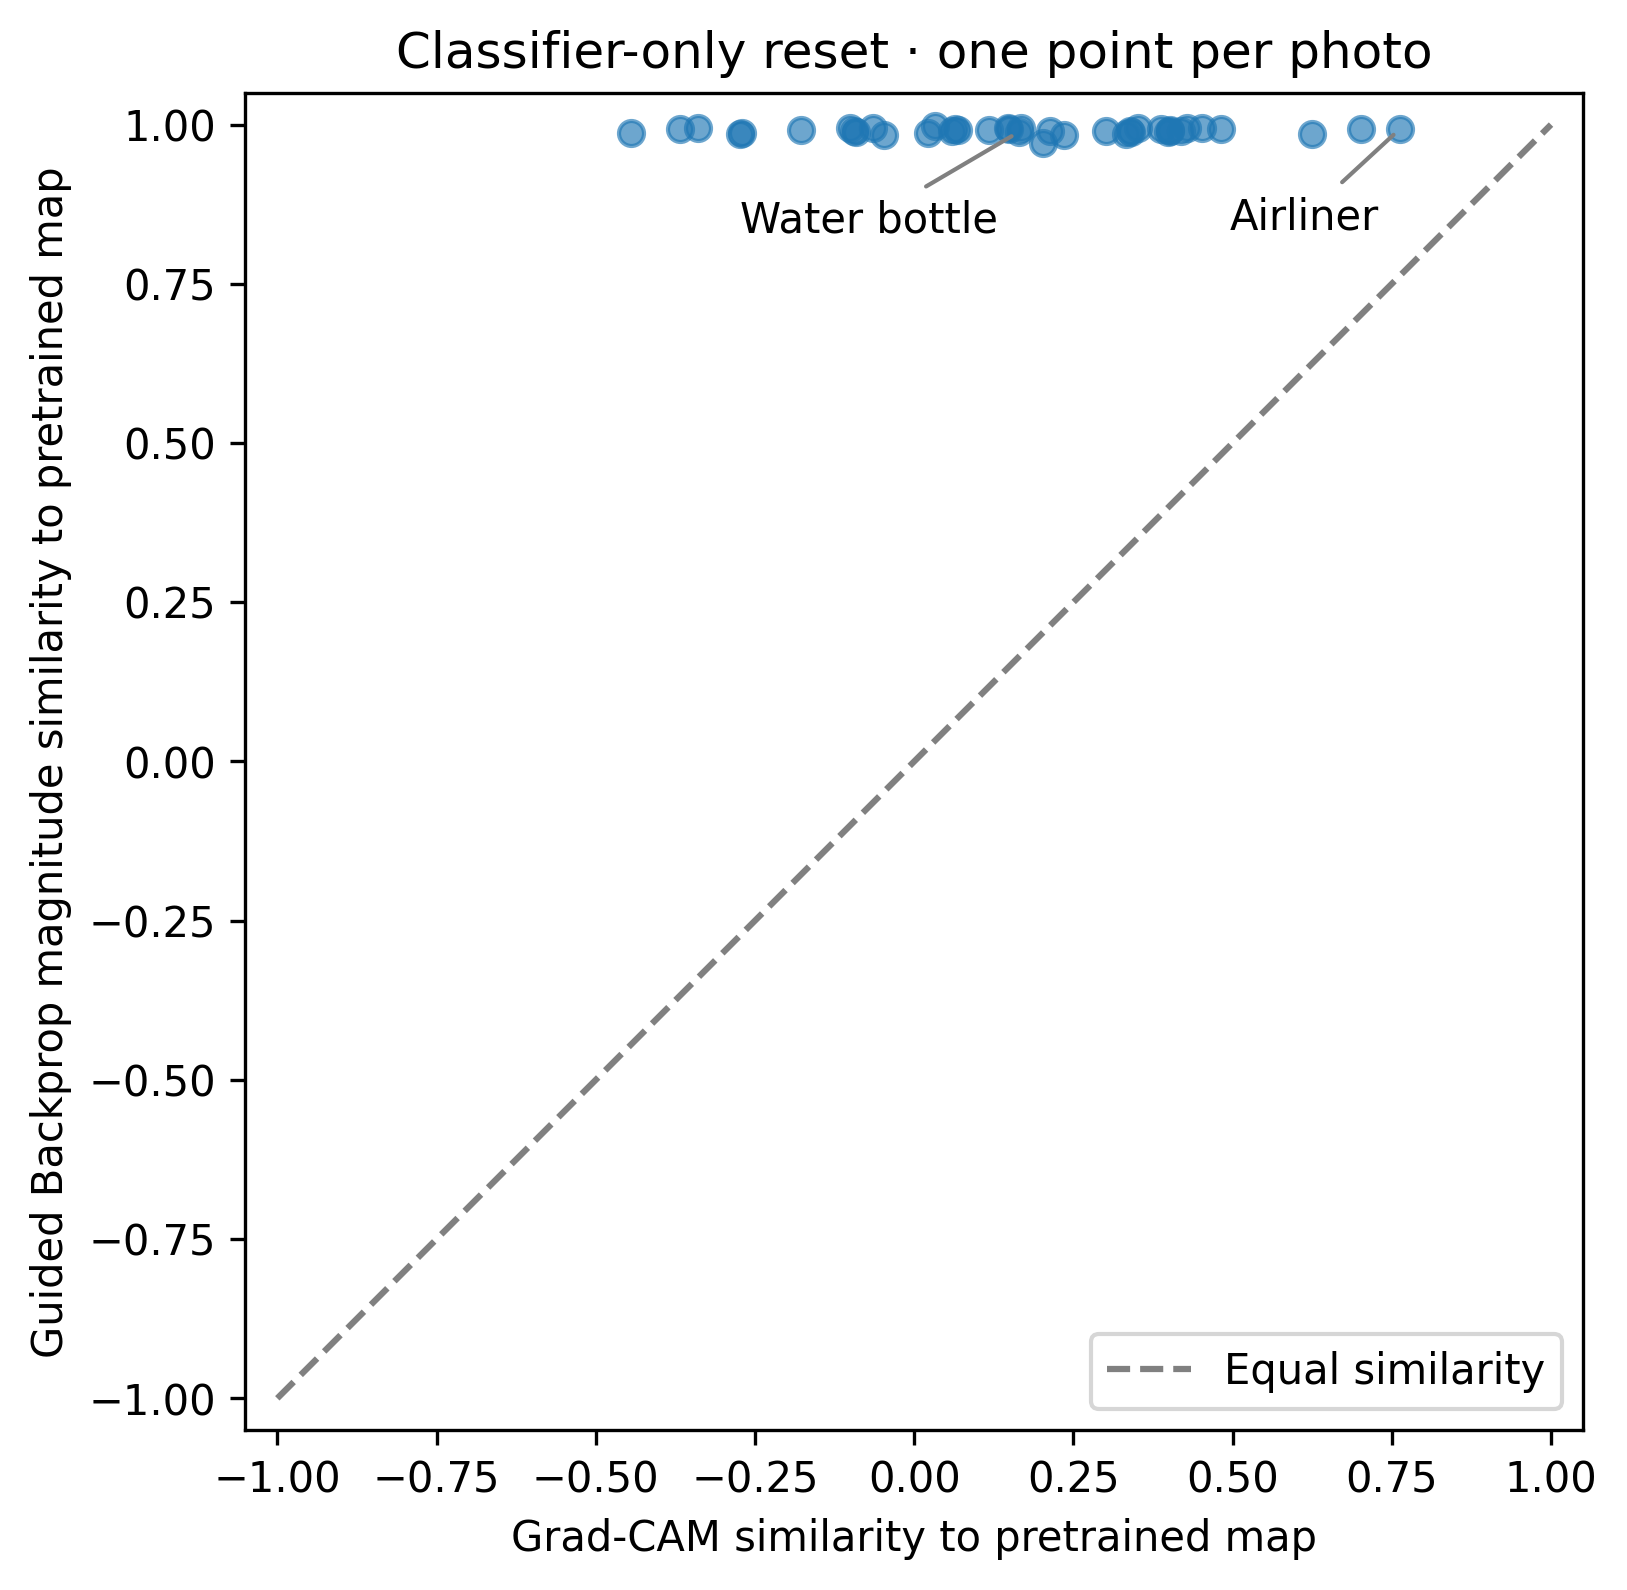 Classifier-only reset · one point per photo
Guided Backprop magnitude similarity to pretrained map
1.00
0.75
0.50
0.25
0.00
−0.25
−0.50
−0.75
−1.00
Water bottle
Airliner
Equal similarity
−1.00 −0.75 −0.50 −0.25 0.00 0.25 0.50 0.75 1.00
Grad-CAM similarity to pretrained map